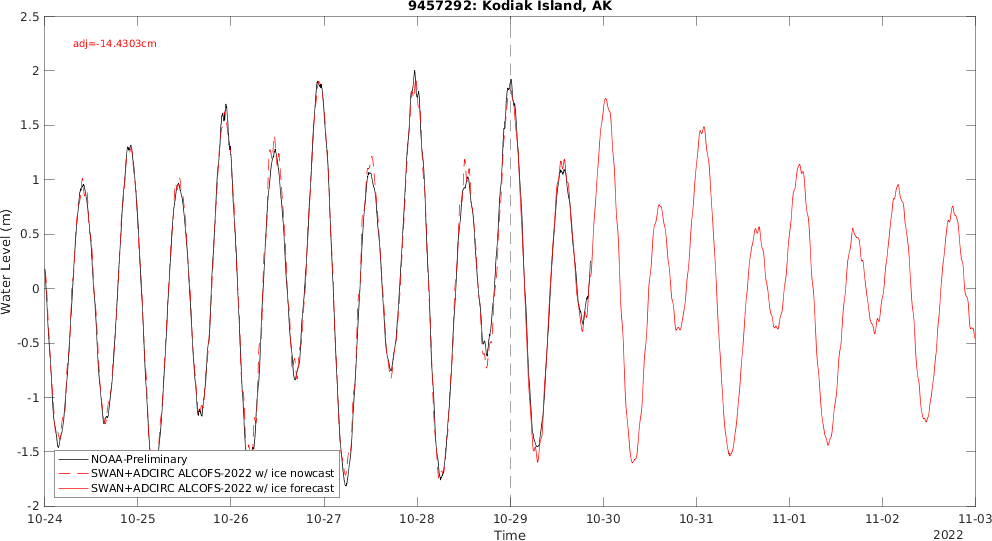 9457292: Kodiak Island, AK
adj=-14.4303cm
Water Level (m)
2.5
2
1.5
1
0.5
0
-0.5
-1
-1.5
-2
NOAA-Preliminary
SWAN+ADCIRC ALCOFS-2022 w/ ice nowcast
SWAN+ADCIRC ALCOFS-2022 w/ ice forecast
10-24 10-25 10-26 10-27 10-28 10-29 10-30 10-31 11-01 11-02 11-03
Time
2022